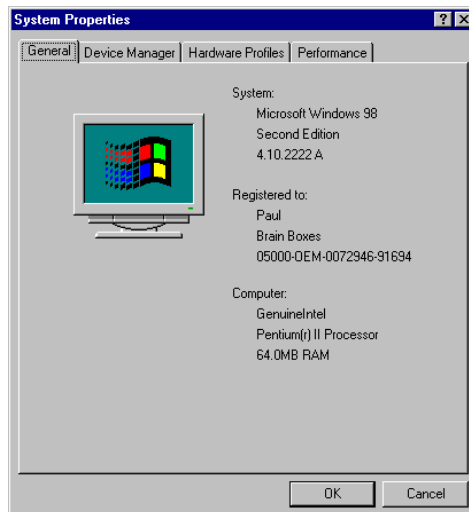 System Properties
General Device Manager Hardware Profiles Performance
System:
Microsoft Windows 98
Second Edition
4.10.2222 A
Registered to:
Paul
Brain Boxes
05000-OEM-0072946-91694
Computer:
GenuineIntel
Pentium(r) II Processor
64.0MB RAM
OK Cancel